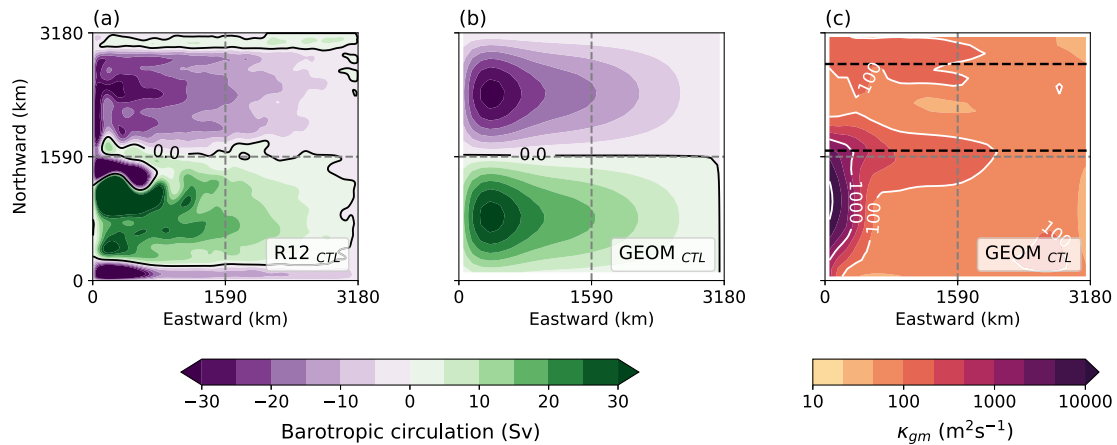 (a)
(b)
(c)
3180
1590
0
Northward (km)
0.0
R12 CTL
0
1590
3180
Eastward (km)
0.0
GEOM CTL
0
1590
3180
Eastward (km)
100
1000
100
100
GEOM CTL
0
1590
3180
Eastward (km)
−30
−20
−10
0
10
20
30
Barotropic circulation (Sv)
10
100
1000
10000
κgm (m²s⁻¹)